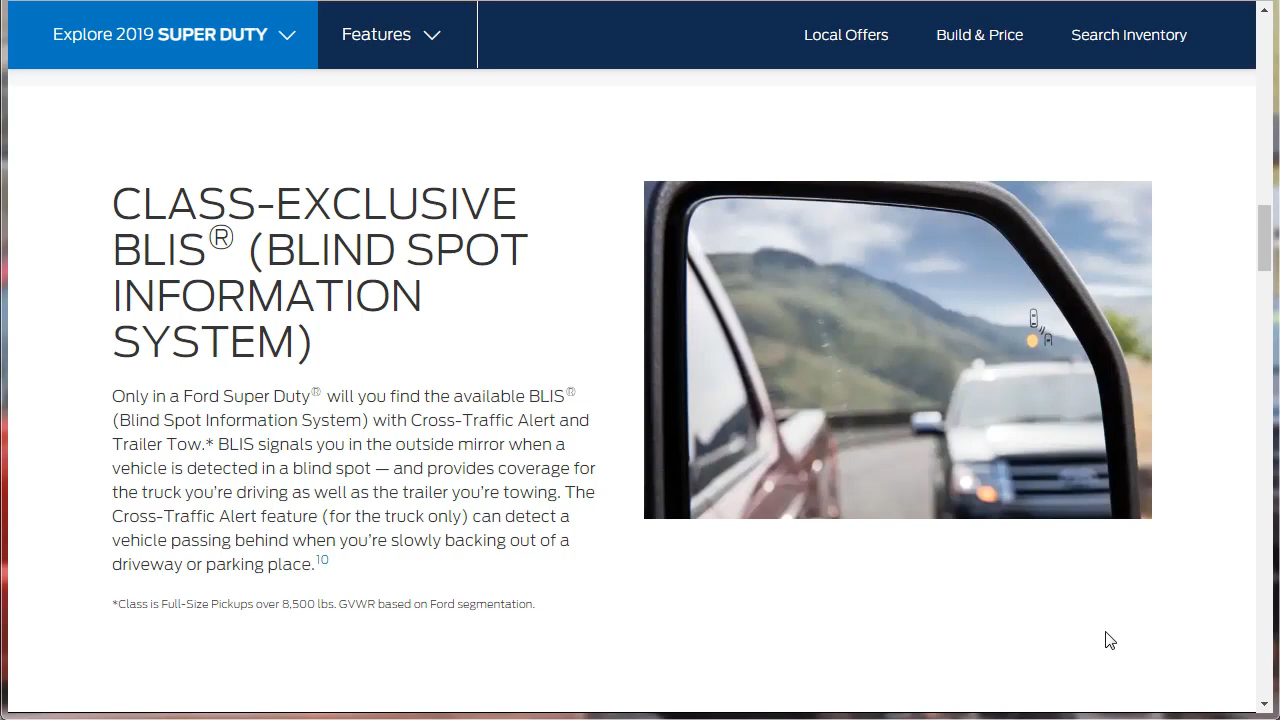 Explore 2019 SUPER DUTY
Features
Local Offers
Build & Price
Search Inventory
CLASS-EXCLUSIVE
BLIS® (BLIND SPOT
INFORMATION
SYSTEM)
Only in a Ford Super Duty® will you find the available BLIS®
(Blind Spot Information System) with Cross-Traffic Alert and
Trailer Tow.* BLIS signals you in the outside mirror when a
vehicle is detected in a blind spot — and provides coverage for
the truck you’re driving as well as the trailer you’re towing. The
Cross-Traffic Alert feature (for the truck only) can detect a
vehicle passing behind when you’re slowly backing out of a
driveway or parking place.10
*Class is Full-Size Pickups over 8,500 lbs. GVWR based on Ford segmentation.